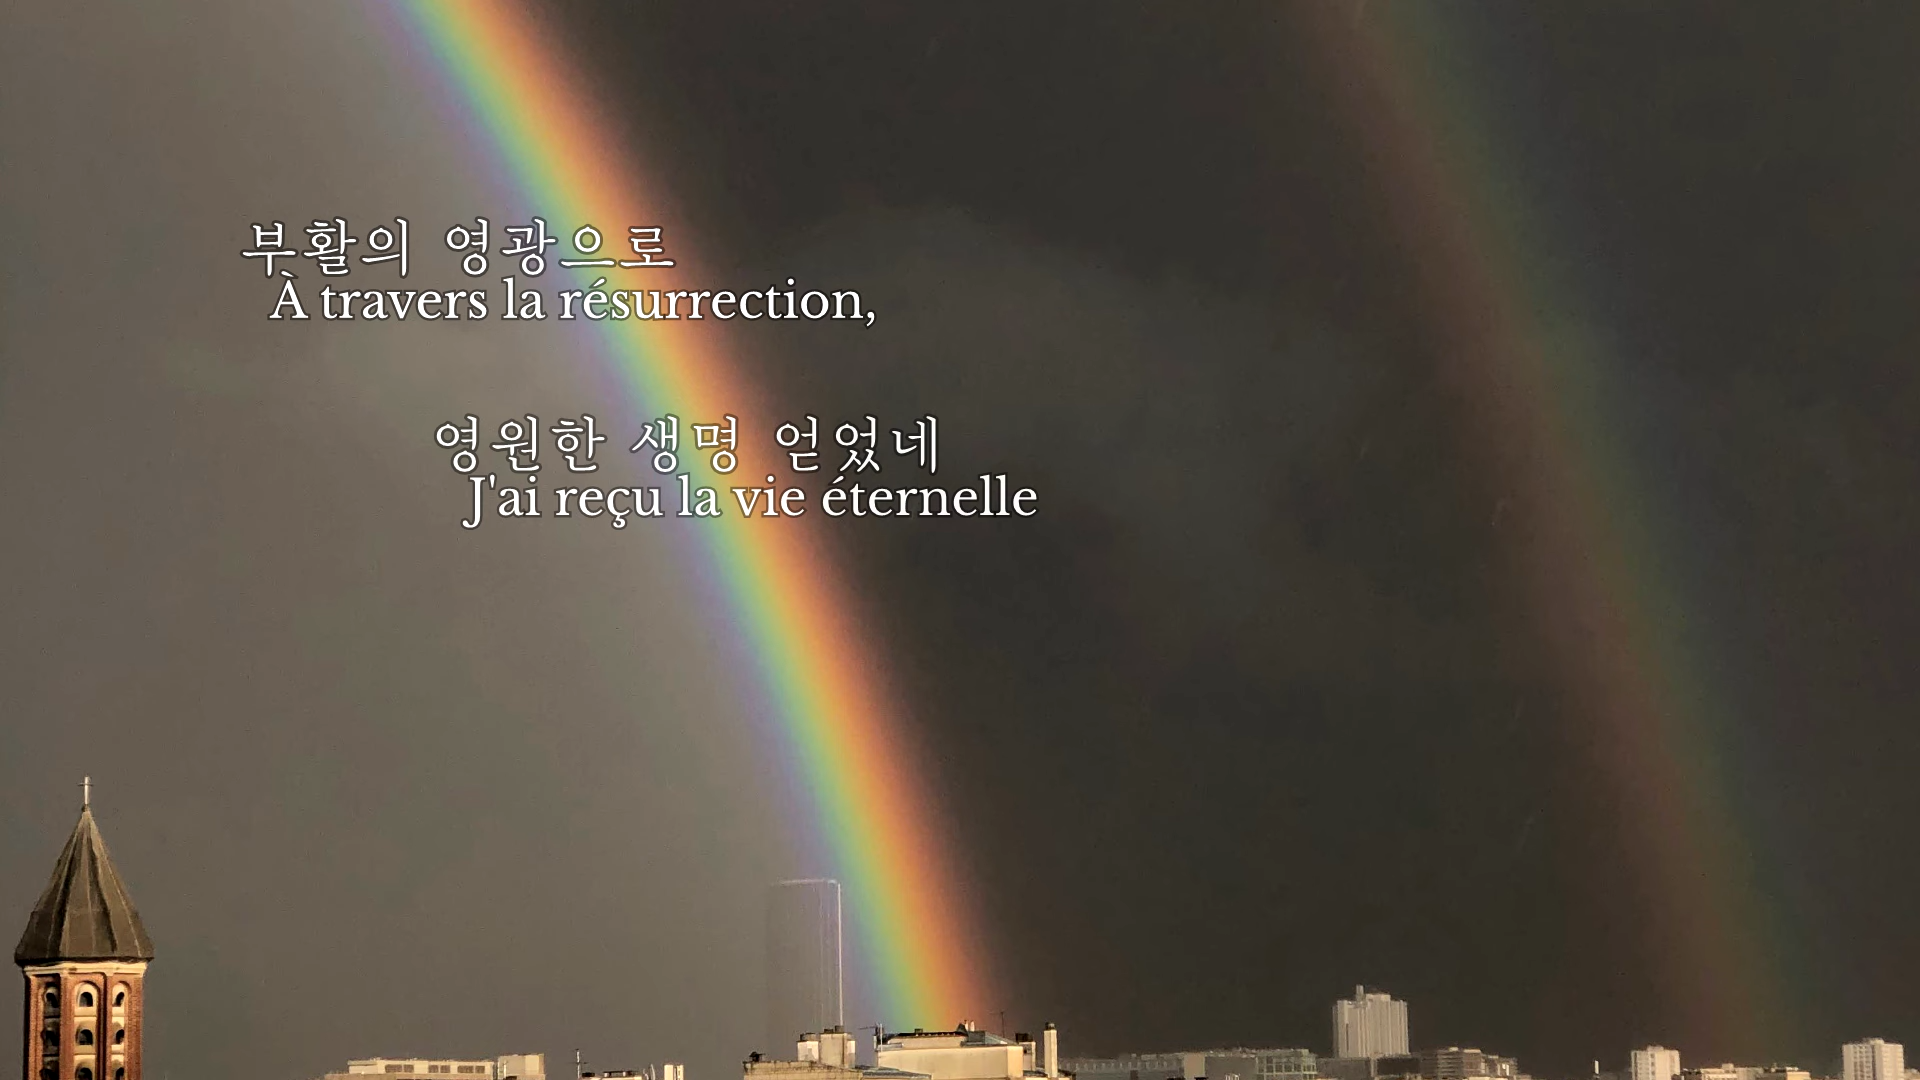 부활의 영광으로
À travers la résurrection,
영원한 생명 얻었네
J'ai reçu la vie éternelle